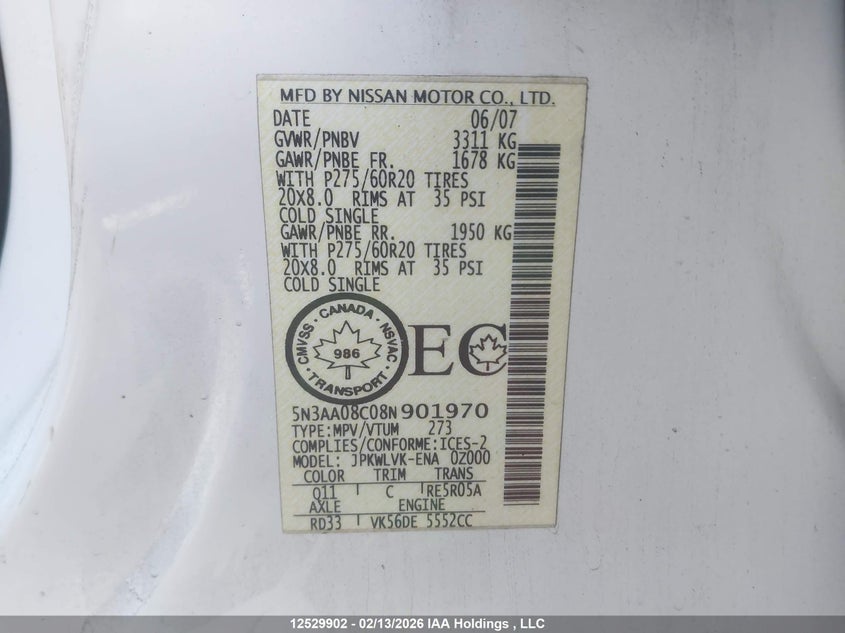 MFD BY NISSAN MOTOR CO., LTD.
DATE 06/07
GVWR/PNBV 3311 KG
GAWR/PNBE FR. 1678 KG
WITH P275/60R20 TIRES
20X8.0 RIMS AT 35 PSI
COLD SINGLE
GAWR/PNBE RR. 1950 KG
WITH P275/60R20 TIRES
20X8.0 RIMS AT 35 PSI
COLD SINGLE
CMVSS · CANADA · NSVAC · TRANSPORT ·
986
EC
5N3AA08C08N901970
TYPE:MPV/VTUM 273
COMPLIES/CONFORME:ICES-2
MODEL: JPKWLVK-ENA 0Z000
COLOR TRIM TRANS
Q11 C RE5R05A
AXLE ENGINE
RD33 VK56DE 5552CC
12529902 - 02/13/2026 IAA Holdings , LLC